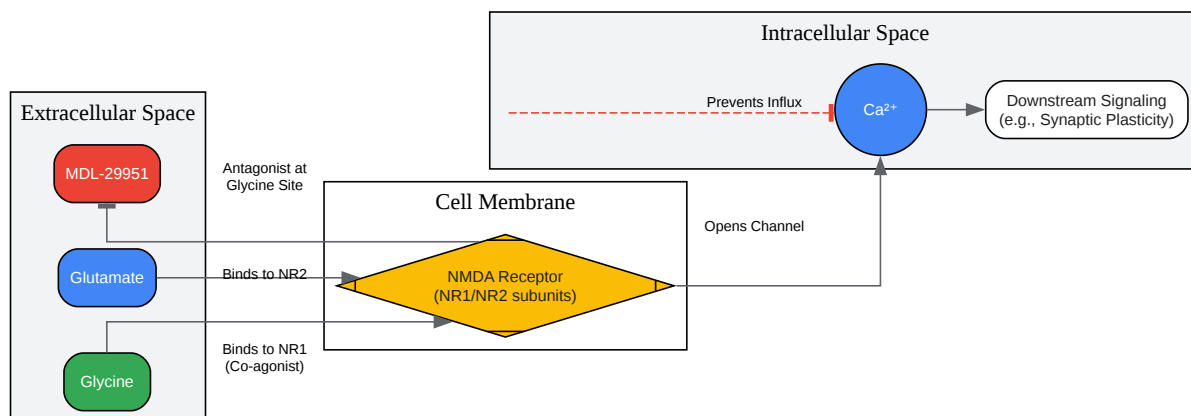 Intracellular Space
Prevents Influx
Ca²⁺
Downstream Signaling
(e.g., Synaptic Plasticity)
Extracellular Space
MDL-29951
Antagonist at
Glycine Site
Cell Membrane
Opens Channel
Glutamate
Binds to NR2
NMDA Receptor
(NR1/NR2 subunits)
Binds to NR1
(Co-agonist)
Glycine